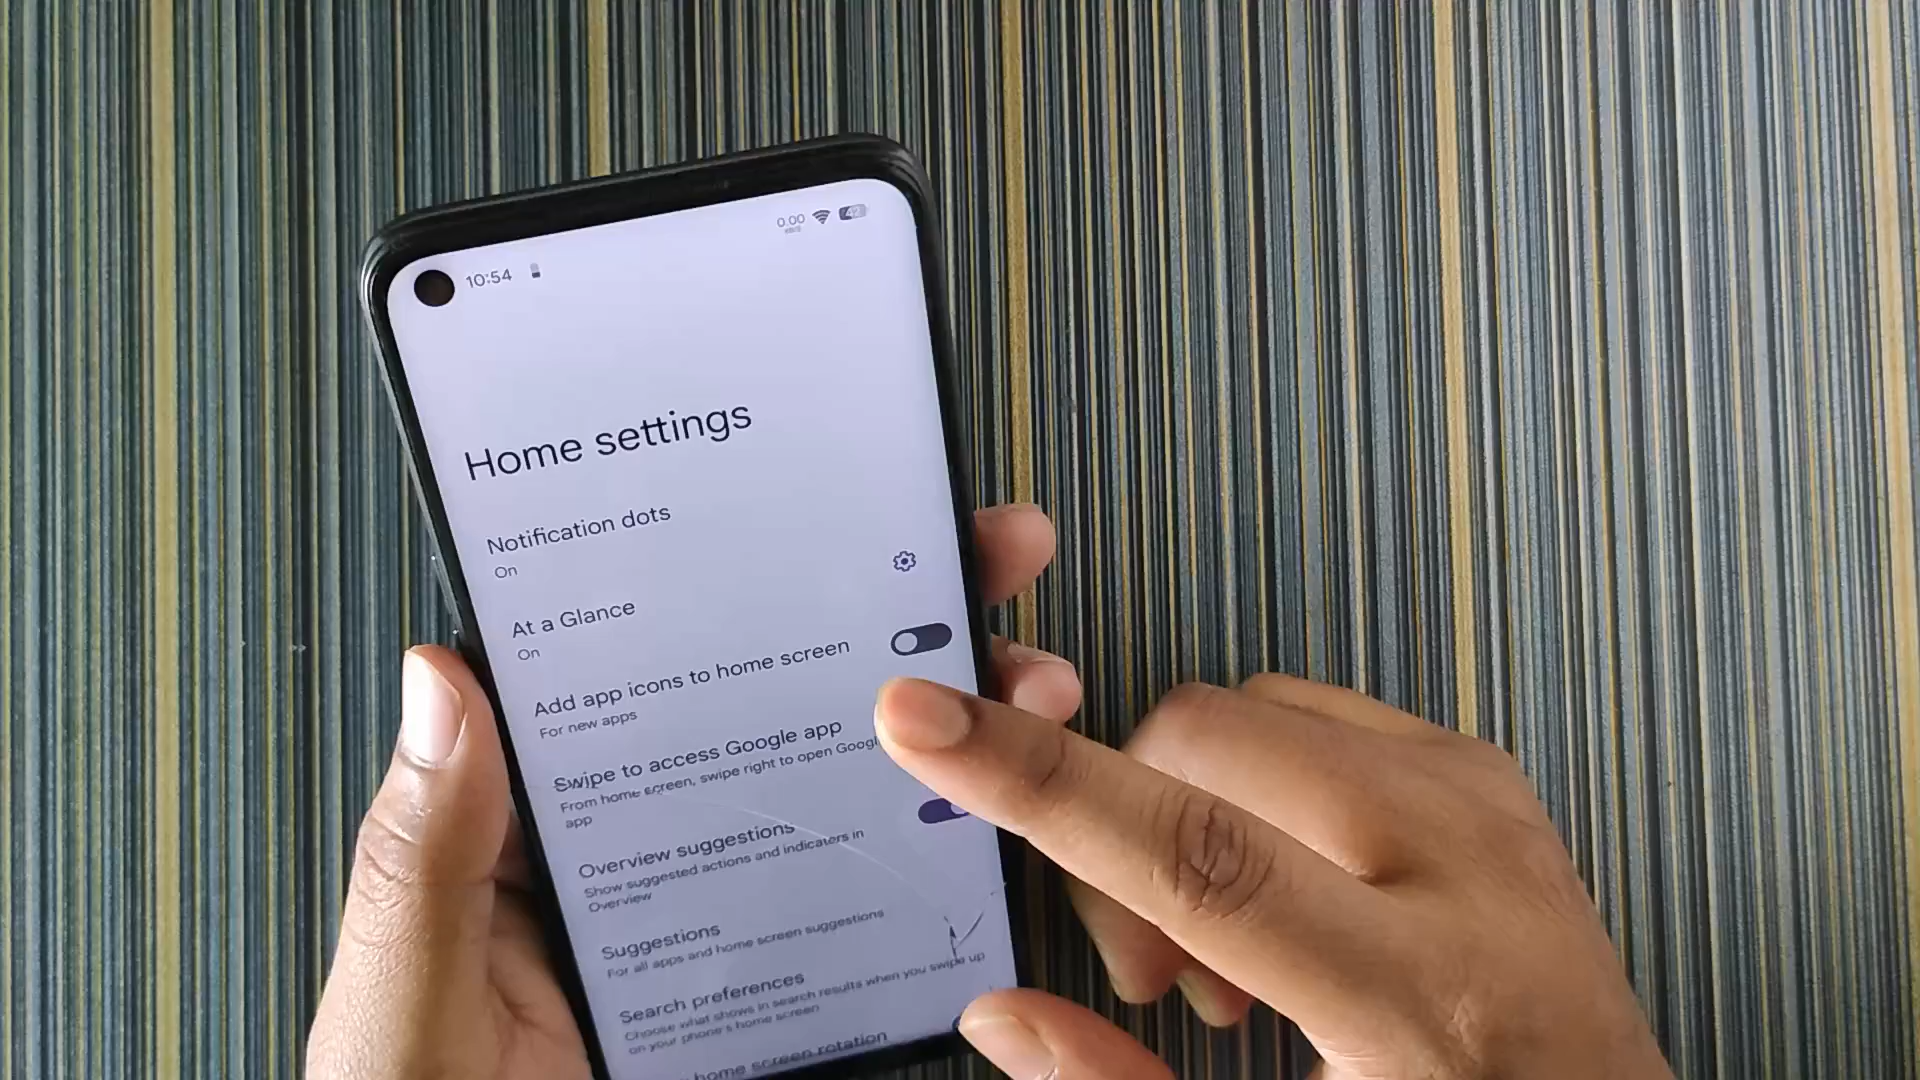 10:54
0.00
KB/S
42
Home settings
Notification dots
On
At a Glance
On
Add app icons to home screen
For new apps
Swipe to access Google app
From home screen, swipe right to open Google
app
Overview suggestions
Show suggested actions and indicators in
Overview
Suggestions
For all apps and home screen suggestions
Search preferences
Choose what shows in search results when you swipe up
on your phone's home screen
home screen rotation